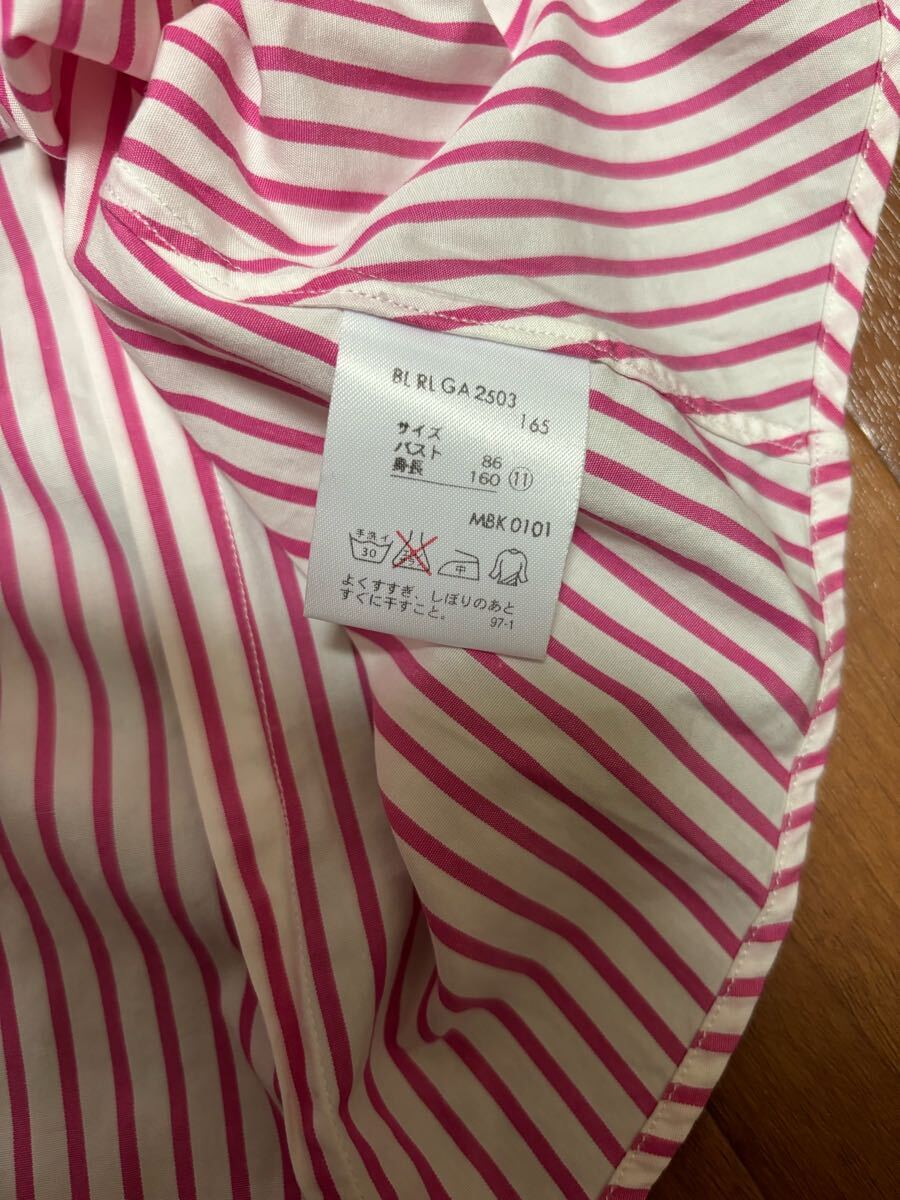 BL RL GA 2503
165
サイズ
バスト 86
身長 160 ⑪
MBK 0101
手洗イ
30
中
よくすすぎ、しぼりのあと
すぐに干すこと。
97-1